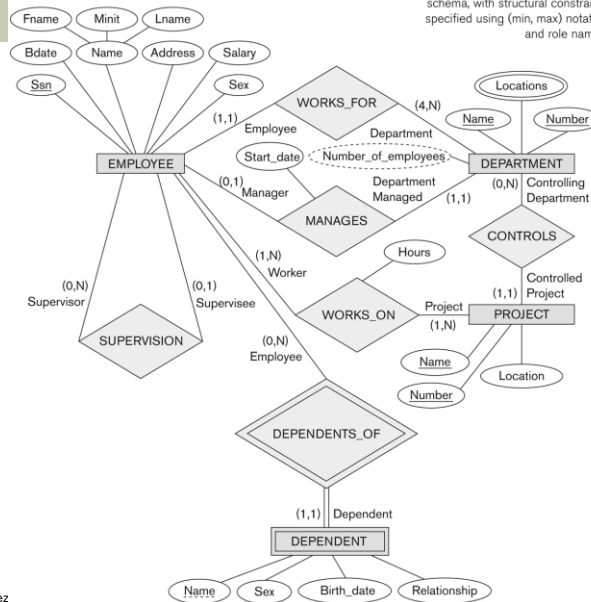 schema, with structural constrain
specified using (min, max) notat
and role nam
Fname
Minit
Lname
Bdate
Name
Address
Salary
Ssn
Sex
Locations
Name
Number
WORKS_FOR
(1,1)
Employee
(4,N)
Department
Start_date
Number_of_employees
EMPLOYEE
DEPARTMENT
(0,1)
Manager
MANAGES
Department
Managed
(1,1)
(0,N)
Controlling
Department
CONTROLS
Hours
(1,N)
Worker
Controlled
Project
(1,1)
(0,N)
Supervisor
(0,1)
Supervisee
WORKS_ON
Project
(1,N)
PROJECT
SUPERVISION
(0,N)
Employee
Name
Number
Location
DEPENDENTS_OF
(1,1)
Dependent
DEPENDENT
Name
Sex
Birth_date
Relationship
ez